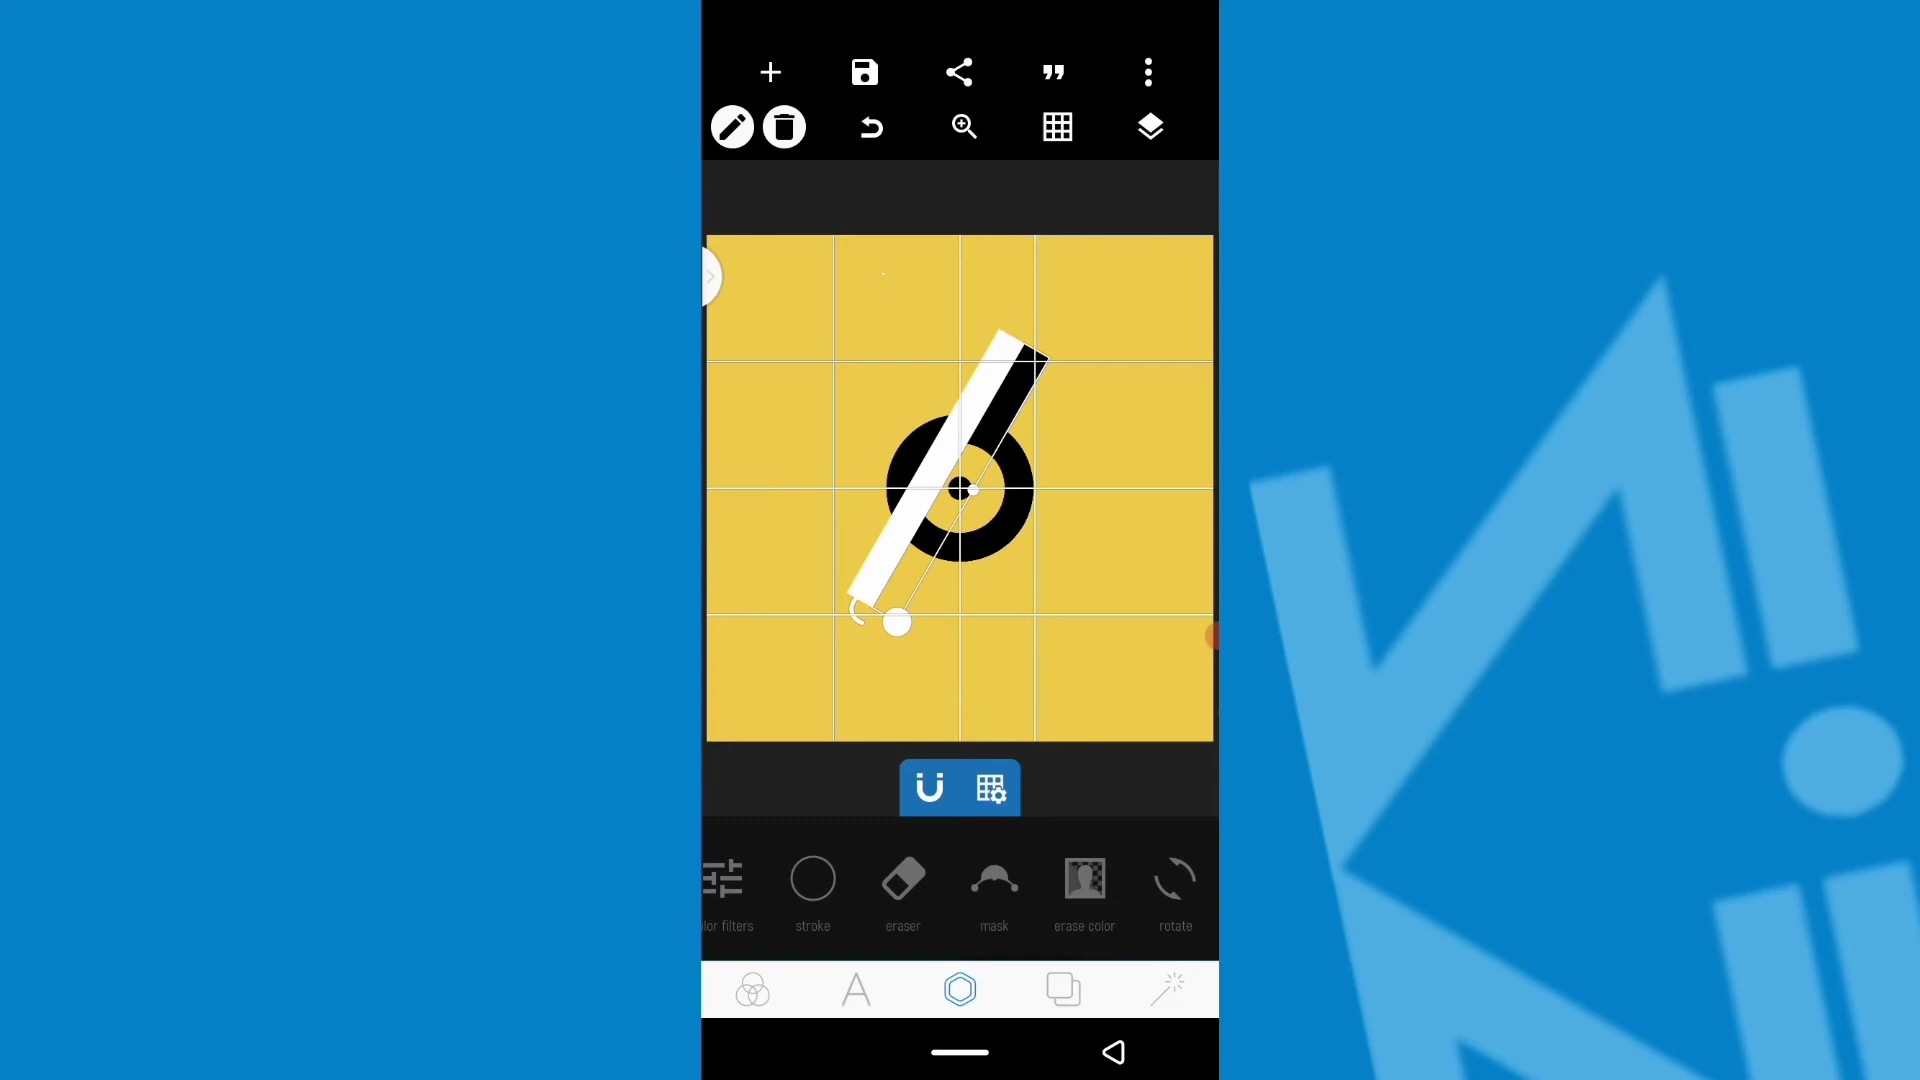 lor filters
stroke
eraser
mask
erase color
rotate